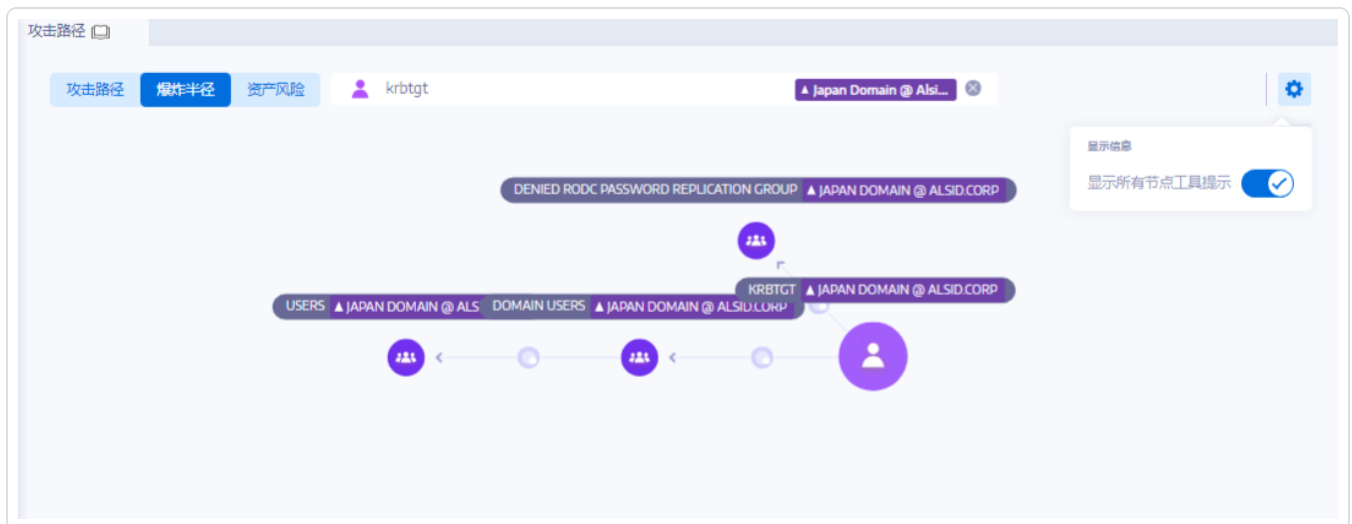 攻击路径
攻击路径 爆炸半径 资产风险 krbtgt Japan Domain @ Alsi...
显示信息
显示所有节点工具提示
DENIED RODC PASSWORD REPLICATION GROUP JAPAN DOMAIN @ ALSID.CORP
KRBTGT JAPAN DOMAIN @ ALSID.CORP
USERS JAPAN DOMAIN @ ALS DOMAIN USERS JAPAN DOMAIN @ ALSID.CORP